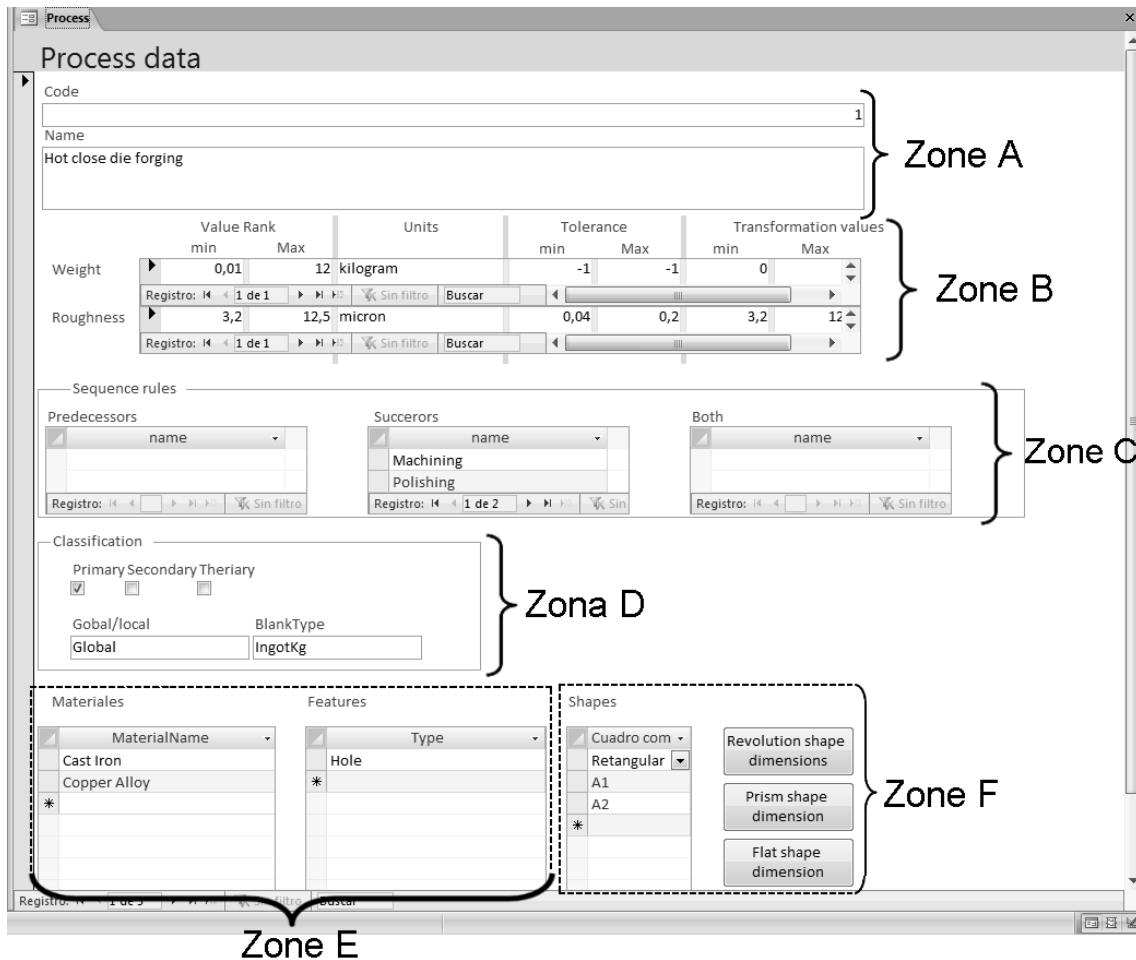 Process
Process data
Code
1
Name
Hot close die forging
Zone A
Value Rank Units Tolerance Transformation values
min Max min Max min Max
Weight 0,01 12 kilogram -1 -1 0
Registro: 1 de 1 Sin filtro Buscar
Roughness 3,2 12,5 micron 0,04 0,2 3,2 12
Registro: 1 de 1 Sin filtro Buscar
Zone B
Sequence rules
Predecessors Succerors Both
name name name
Machining
Polishing
Registro: Sin filtro Registro: 1 de 2 Sin Registro: Sin filtro
Zone C
Classification
Primary Secondary Theriary
Gobal/local BlankType
Global IngotKg
Zona D
Materiales Features Shapes
MaterialName Type Cuadro com
Cast Iron Hole Retangular
Copper Alloy A1
A2
Revolution shape
dimensions
Prism shape
dimension
Flat shape
dimension
Zone F
Registro: 1 de 5 Sin filtro Buscar
Zone E